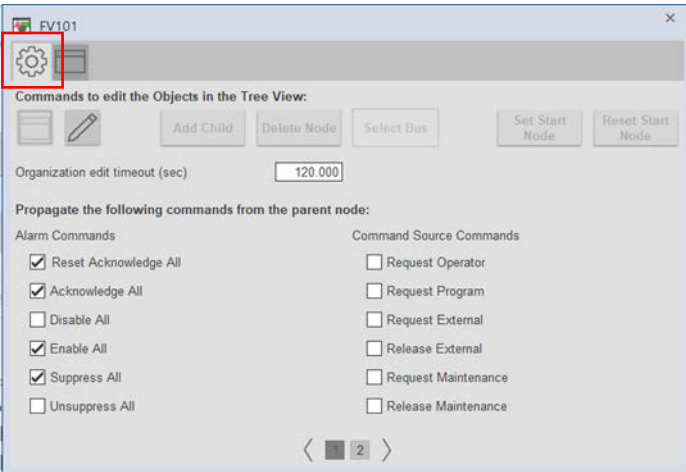 FV101
Commands to edit the Objects in the Tree View:
Add Child
Delete Node
Select Bus
Set Start
Node
Reset Start
Node
Organization edit timeout (sec)
120.000
Propagate the following commands from the parent node:
Alarm Commands
Command Source Commands
Reset Acknowledge All
Request Operator
Acknowledge All
Request Program
Disable All
Request External
Enable All
Release External
Suppress All
Request Maintenance
Unsuppress All
Release Maintenance
1 2